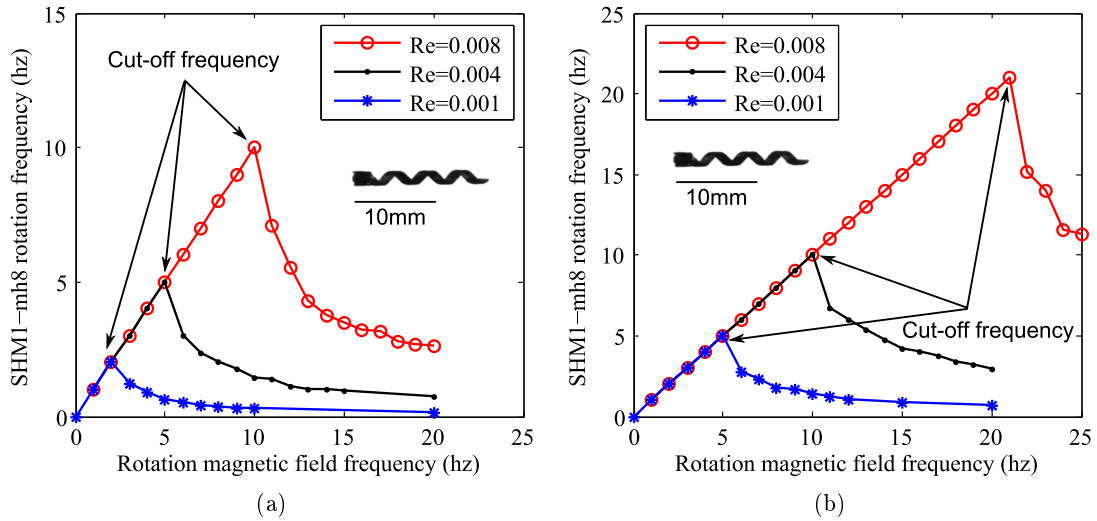 15
10
5
0
SHM1−mh8 rotation frequency (hz)
Cut-off frequency
Re=0.008
Re=0.004
Re=0.001
10mm
0 5 10 15 20 25
Rotation magnetic field frequency (hz)
(a)
25
20
15
10
5
0
SHM1−mh8 rotation frequency (hz)
Re=0.008
Re=0.004
Re=0.001
10mm
Cut-off frequency
0 5 10 15 20 25
Rotation magnetic field frequency (hz)
(b)